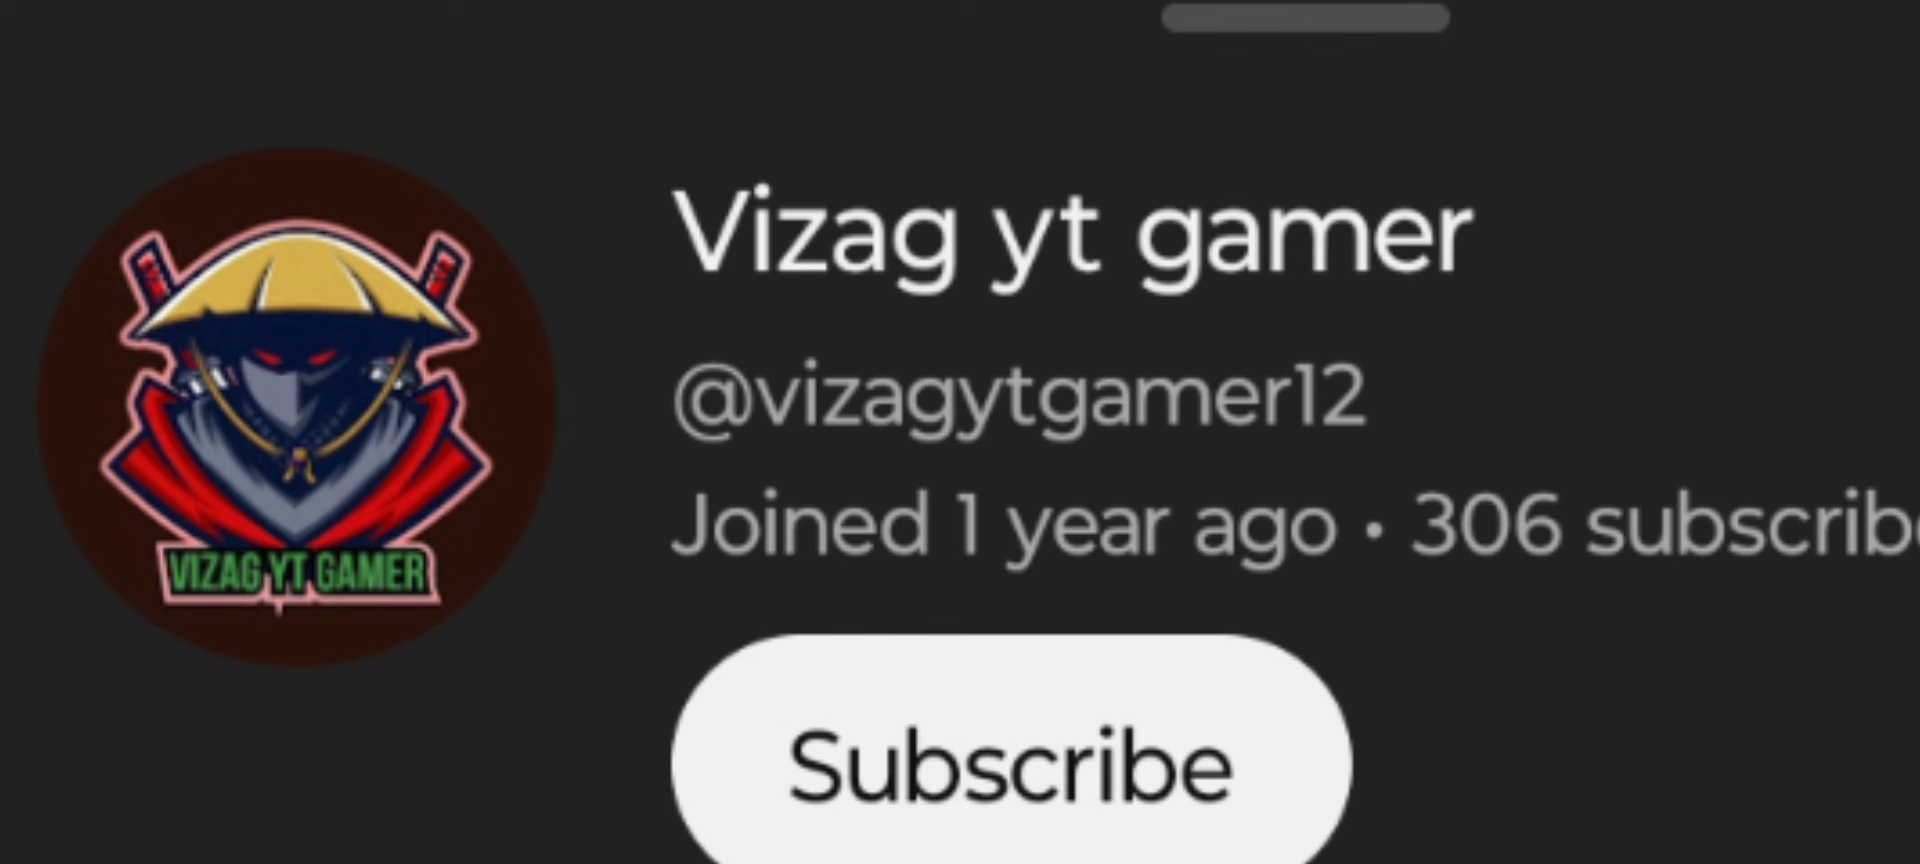 Vizag yt gamer
@vizagytgamer12
Joined 1 year ago • 306
VIZAG YT GAMER
Subscribe